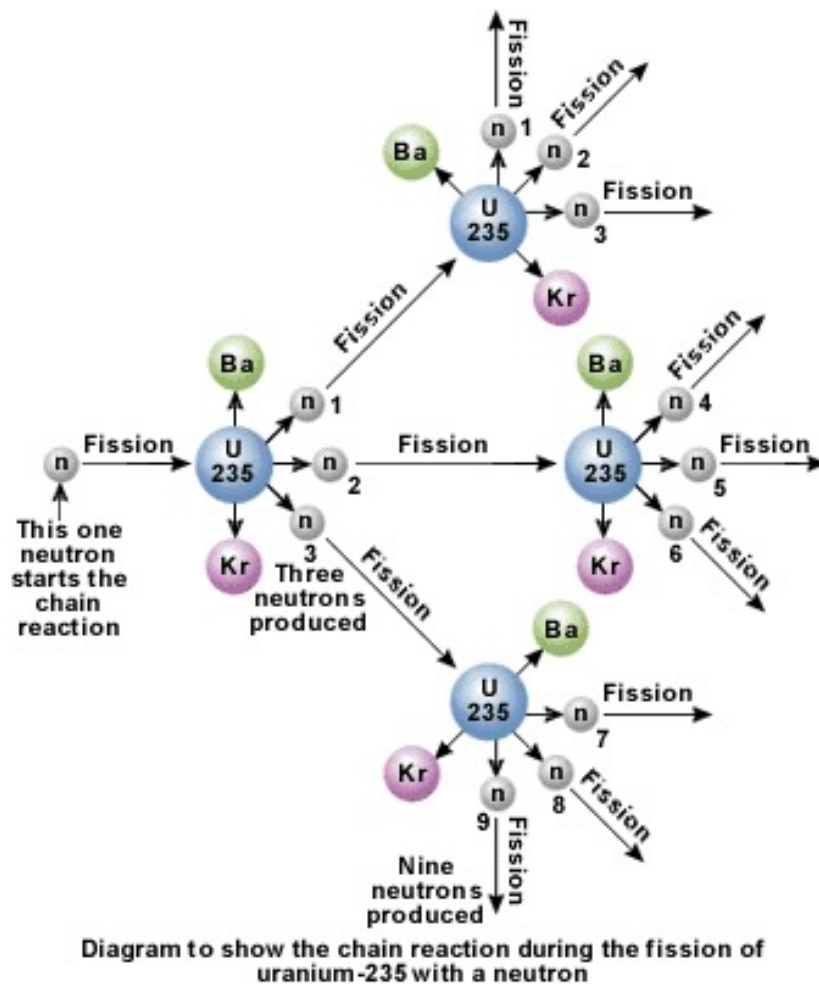 Fission
n 1
Fission
n 2
Ba
Fission
n 3
U
235
Kr
Fission
Ba
n 1
Fission
n
Fission
U
235
n 2
Fission
Ba
Fission
n 4
U
235
n 5
Fission
n 6
Fission
Kr
This one
neutron
starts the
chain
reaction
Kr
n
3
Three
neutrons
produced
Fission
Ba
U
235
Fission
n
7
Kr
n
8
Fission
n
9
Fission
Nine
neutrons
produced
Diagram to show the chain reaction during the fission of
uranium-235 with a neutron